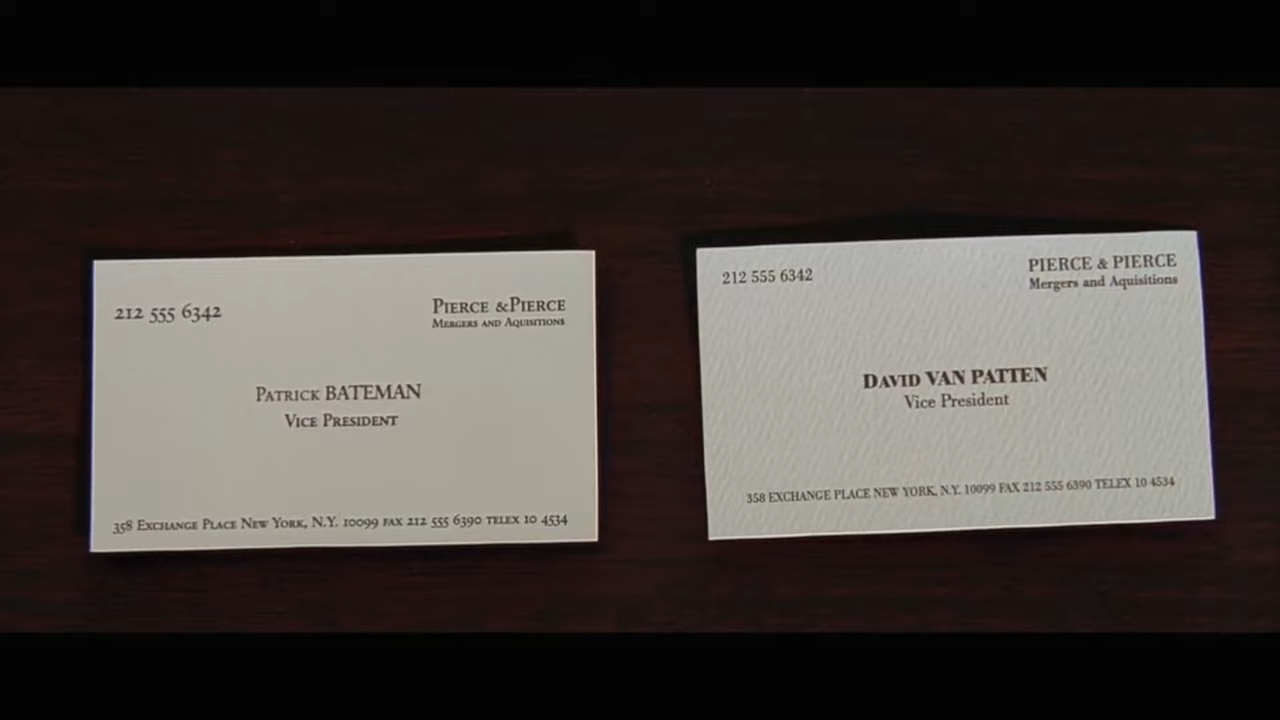 212 555 6342
PIERCE &PIERCE
MERGERS AND AQUISITIONS
PATRICK BATEMAN
VICE PRESIDENT
358 EXCHANGE PLACE NEW YORK, N.Y. 10099 FAX 212 555 6390 TELEX 10 4534
212 555 6342
PIERCE & PIERCE
Mergers and Aquisitions
DAVID VAN PATTEN
Vice President
358 EXCHANGE PLACE NEW YORK, N.Y. 10099 FAX 212 555 6390 TELEX 10 4534